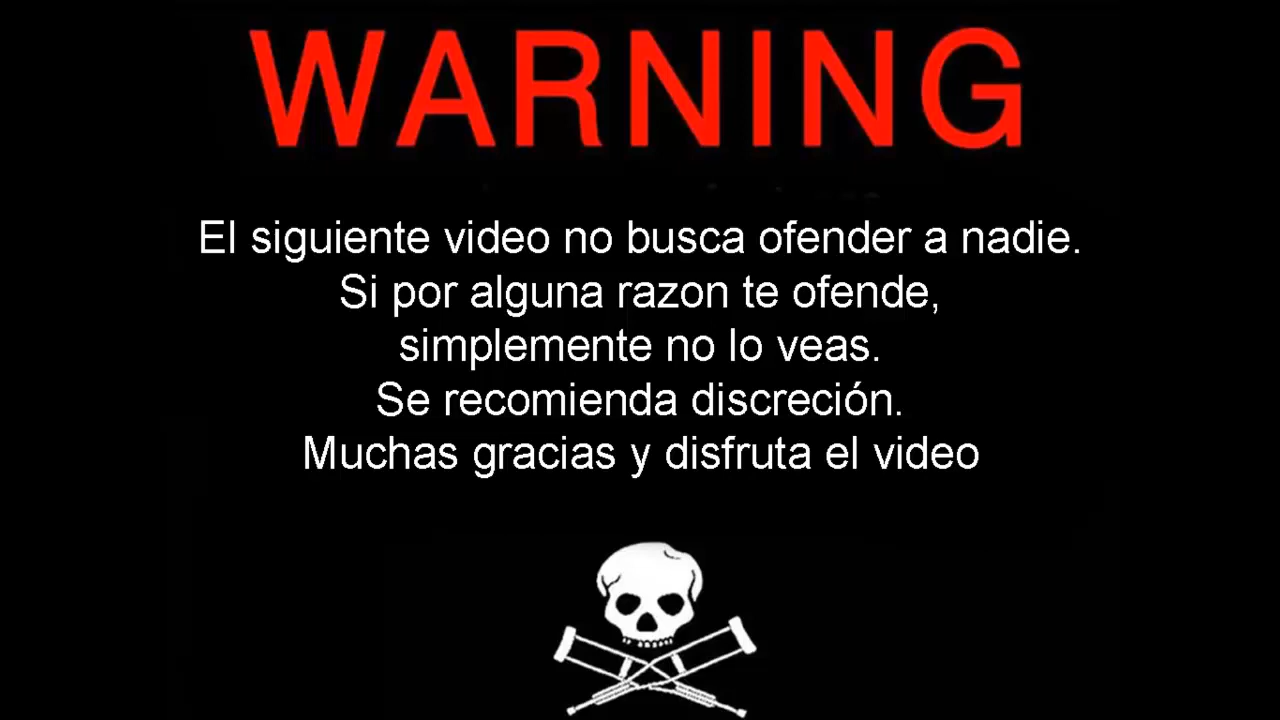 WARNING
El siguiente video no busca ofender a nadie.
Si por alguna razon te ofende,
simplemente no lo veas.
Se recomienda discreción.
Muchas gracias y disfruta el video